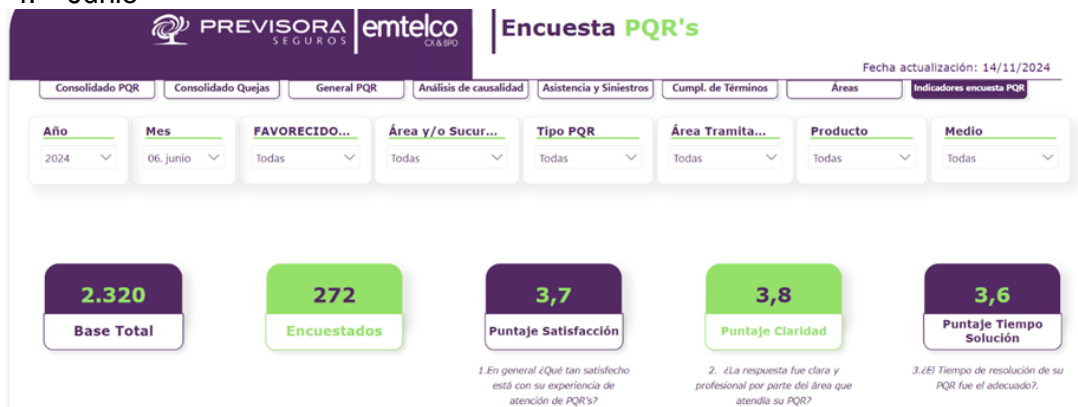 Junio
PREVISORA
SEGUROS
emtelco
CX & BPO
Encuesta PQR's
Fecha actualización: 14/11/2024
Consolidado PQR
Consolidado Quejas
General PQR
Análisis de causalidad
Asistencia y Siniestros
Cumpl. de Términos
Áreas
Indicadores encuesta PQR
Año
Mes
FAVORECIDO...
Área y/o Sucur...
Tipo PQR
Área Tramita...
Producto
Medio
2024
06. junio
Todas
Todas
Todas
Todas
Todas
Todas
2.320
Base Total
272
Encuestados
3,7
Puntaje Satisfacción
3,8
Puntaje Claridad
3,6
Puntaje Tiempo
Solución
1.En general ¿Qué tan satisfecho
está con su experiencia de
atención de PQR's?
2. ¿La respuesta fue clara y
profesional por parte del área que
atendía su PQR?
3.¿El Tiempo de resolución de su
PQR fue el adecuado?.